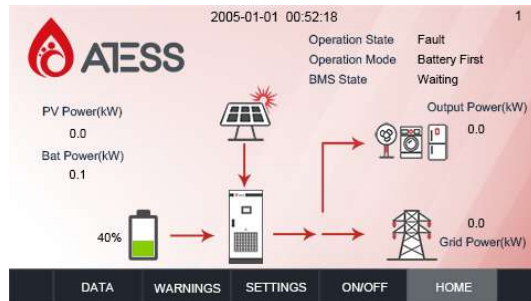 2005-01-01 00:52:18
1
ATESS
Operation State Fault
Operation Mode Battery First
BMS State Waiting
PV Power(kW)
0.0
Output Power(kW)
0.0
Bat Power(kW)
0.1
40%
0.0
Grid Power(kW)
DATA WARNINGS SETTINGS ON/OFF HOME